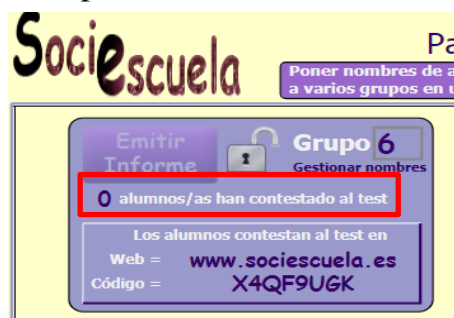 Sociescuela
Pa
Poner nombres de a
a varios grupos en u
Emitir
Informe
1
Grupo 6
Gestionar nombres
0 alumnos/as han contestado al test
Los alumnos contestan al test en
Web = www.sociescuela.es
Código = X4QF9UGK